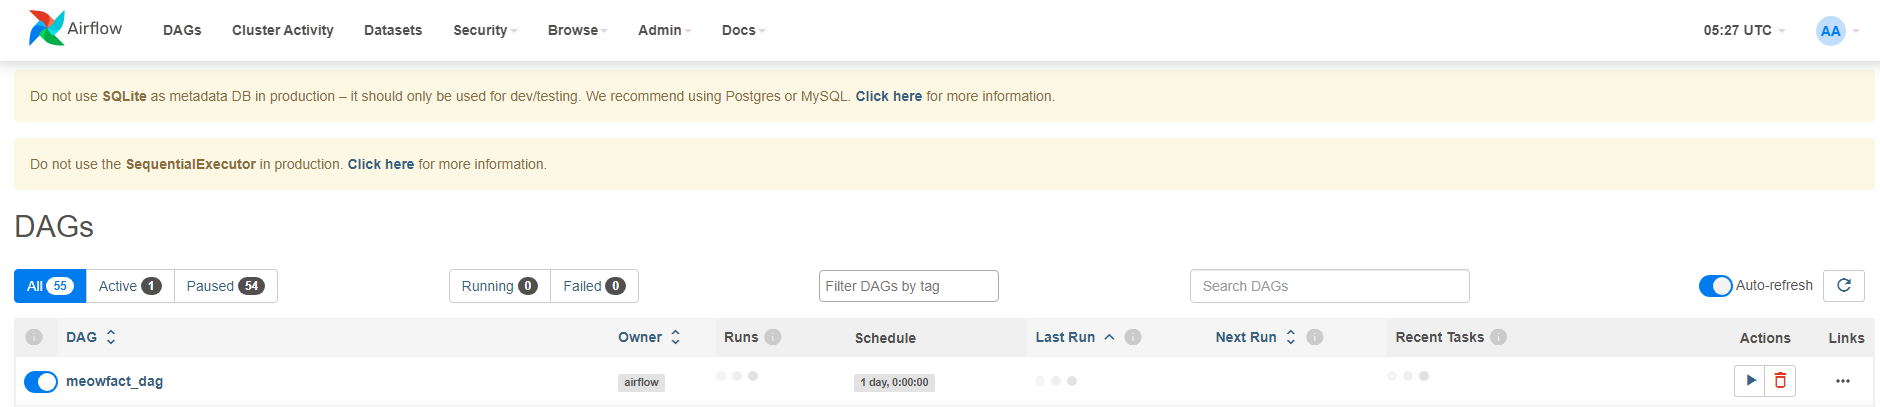 Airflow DAGs Cluster Activity Datasets Security Browse Admin Docs 05:27 UTC AA
Do not use SQLite as metadata DB in production – it should only be used for dev/testing. We recommend using Postgres or MySQL. Click here for more information.
Do not use the SequentialExecutor in production. Click here for more information.
DAGs
All 55 Active 1 Paused 54 Running 0 Failed 0 Filter DAGs by tag Search DAGs Auto-refresh
i DAG Owner Runs i Schedule Last Run i Next Run i Recent Tasks i Actions Links
meowfact_dag airflow 1 day, 0:00:00